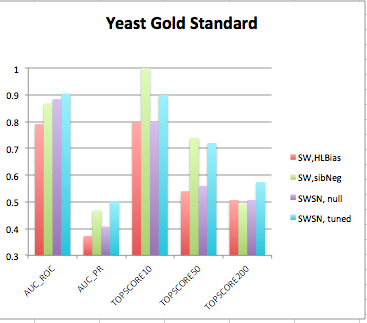 Yeast Gold Standard
1
0.9
0.8
0.7
0.6
0.5
0.4
0.3
AUC_ROC
AUC_PR
TOPSCORE10
TOPSCORE50
TOPSCORE200
SW,HLBias
SW,sibNeg
SWSN, null
SWSN, tuned